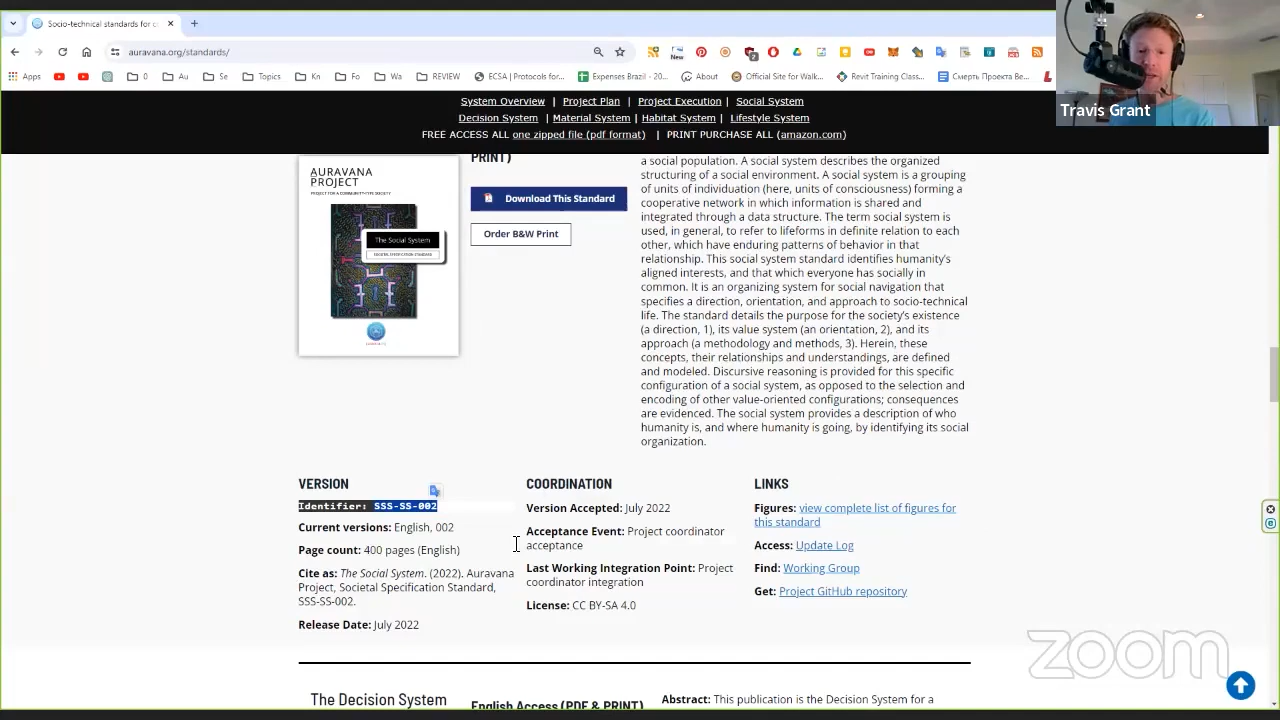 Socio-technical standards for co
auravana.org/standards/
New
2
Apps
0
Au
Se
Topics
Kn
Fo
Wa
REVIEW
ECSA | Protocols for...
Expenses Brazil - 20...
About
Official Site for Walk...
Revit Training Class...
Смерть Проекта Ве...
Travis Grant
System Overview | Project Plan | Project Execution | Social System
Decision System | Material System | Habitat System | Lifestyle System
FREE ACCESS ALL one zipped file (pdf format) | PRINT PURCHASE ALL (amazon.com)
AURAVANA
PROJECT
PROJECT FOR A COMMUNITY-TYPE SOCIETY
The Social System
SOCIETAL SPECIFICATION STANDARD
PRINT)
Download This Standard
Order B&W Print
a social population. A social system describes the organized
structuring of a social environment. A social system is a grouping
of units of individuation (here, units of consciousness) forming a
cooperative network in which information is shared and
integrated through a data structure. The term social system is
used, in general, to refer to lifeforms in definite relation to each
other, which have enduring patterns of behavior in that
relationship. This social system standard identifies humanity's
aligned interests, and that which everyone has socially in
common. It is an organizing system for social navigation that
specifies a direction, orientation, and approach to socio-technical
life. The standard details the purpose for the society's existence
(a direction, 1), its value system (an orientation, 2), and its
approach (a methodology and methods, 3). Herein, these
concepts, their relationships and understandings, are defined
and modeled. Discursive reasoning is provided for this specific
configuration of a social system, as opposed to the selection and
encoding of other value-oriented configurations; consequences
are evidenced. The social system provides a description of who
humanity is, and where humanity is going, by identifying its social
organization.
VERSION
Identifier: SSS-SS-002
Current versions: English, 002
Page count: 400 pages (English)
Cite as: The Social System. (2022). Auravana
Project, Societal Specification Standard,
SSS-SS-002.
Release Date: July 2022
COORDINATION
Version Accepted: July 2022
Acceptance Event: Project coordinator
acceptance
Last Working Integration Point: Project
coordinator integration
License: CC BY-SA 4.0
LINKS
Figures: view complete list of figures for
this standard
Access: Update Log
Find: Working Group
Get: Project GitHub repository
zoom
The Decision System
English Access (PDF & PRINT)
Abstract: This publication is the Decision System for a